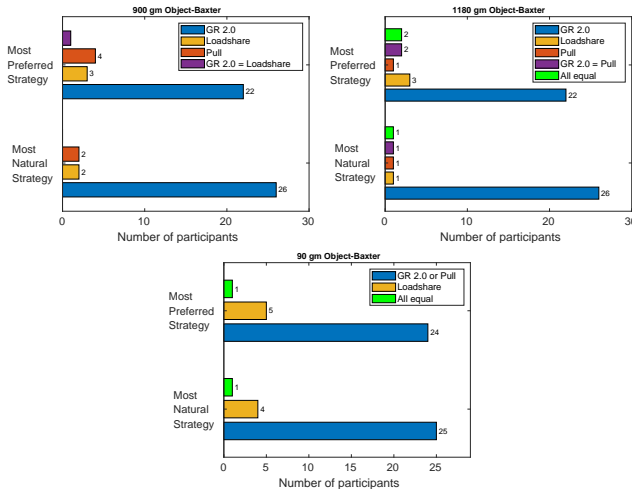 900 gm Object-Baxter
GR 2.0
Loadshare
Pull
GR 2.0 = Loadshare
Most
Preferred
Strategy
4
3
22
Most
Natural
Strategy
2
2
26
0
10
20
30
Number of participants
1180 gm Object-Baxter
GR 2.0
Loadshare
Pull
GR 2.0 = Pull
All equal
Most
Preferred
Strategy
2
2
1
3
22
Most
Natural
Strategy
1
1
1
1
26
0
10
20
30
Number of participants
90 gm Object-Baxter
GR 2.0 or Pull
Loadshare
All equal
Most
Preferred
Strategy
1
5
24
Most
Natural
Strategy
1
4
25
0
5
10
15
20
25
Number of participants